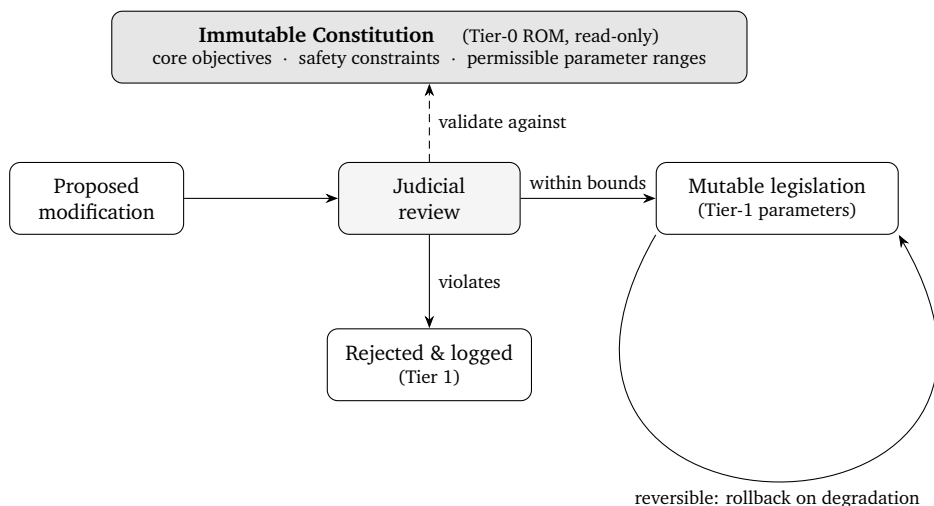 Immutable Constitution (Tier-0 ROM, read-only)
core objectives · safety constraints · permissible parameter ranges
validate against
Proposed
modification
Judicial
review
within bounds
Mutable legislation
(Tier-1 parameters)
violates
Rejected & logged
(Tier 1)
reversible: rollback on degradation